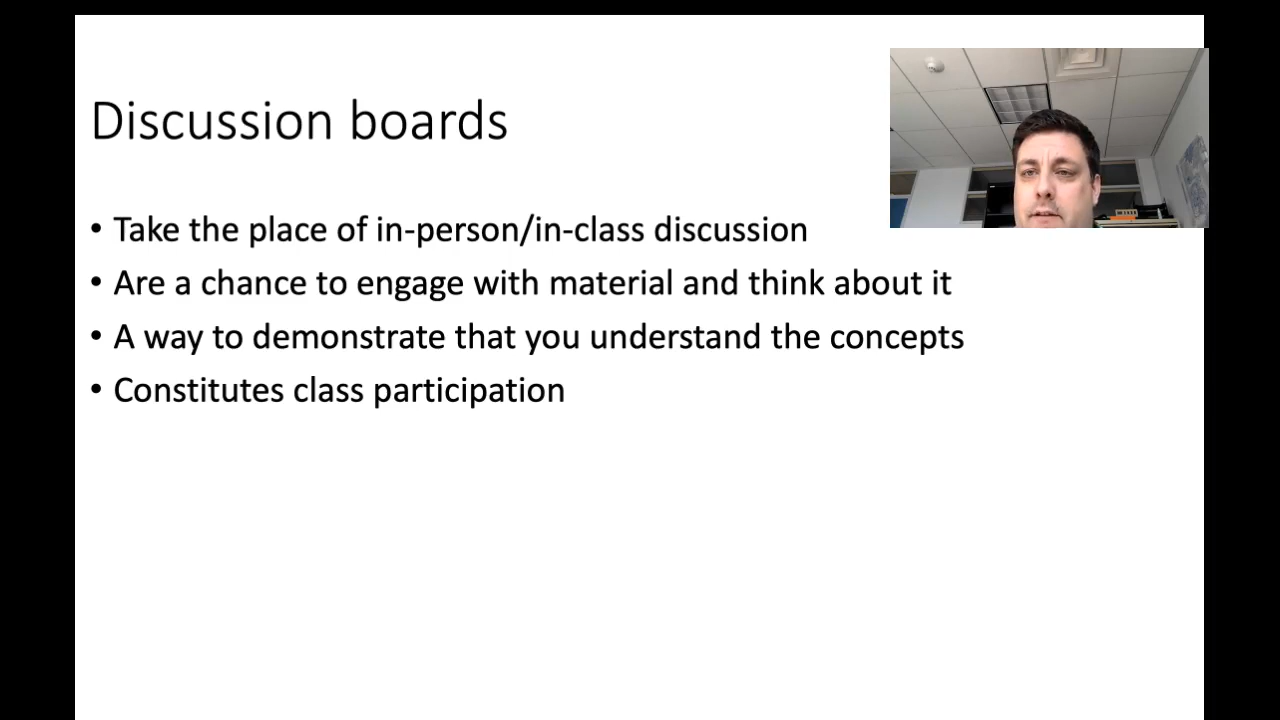 Discussion boards
• Take the place of in-person/in-class discussion
• Are a chance to engage with material and think about it
• A way to demonstrate that you understand the concepts
• Constitutes class participation